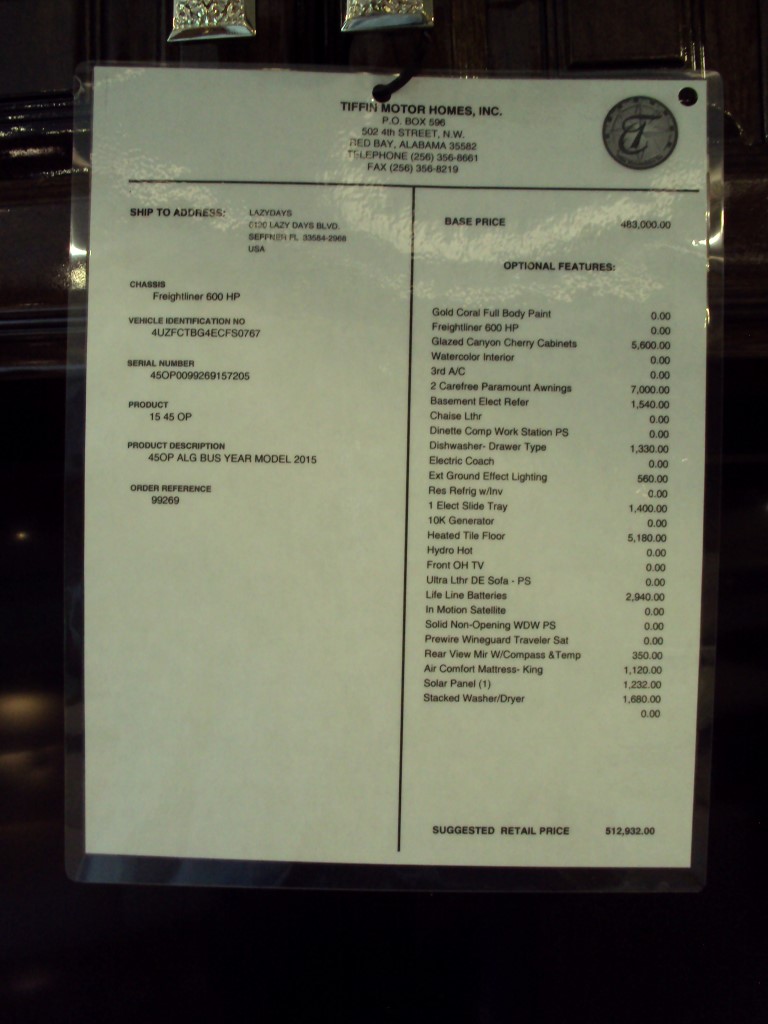 TIFFIN MOTOR HOMES, INC.
P.O. BOX 596
502 4th STREET, N.W.
RED BAY, ALABAMA 35582
TELEPHONE (256) 356-8661
FAX (256) 356-8219
SHIP TO ADDRESS:
LAZYDAYS
6130 LAZY DAYS BLVD.
SEFFNER FL 33584-2968
USA
CHASSIS
Freightliner 600 HP
VEHICLE IDENTIFICATION NO
4UZFCTBG4ECFS0767
SERIAL NUMBER
45OP0099269157205
PRODUCT
15 45 OP
PRODUCT DESCRIPTION
45OP ALG BUS YEAR MODEL 2015
ORDER REFERENCE
99269
BASE PRICE 483,000.00
OPTIONAL FEATURES:
Gold Coral Full Body Paint 0.00
Freightliner 600 HP 0.00
Glazed Canyon Cherry Cabinets 5,600.00
Watercolor Interior 0.00
3rd A/C 0.00
2 Carefree Paramount Awnings 7,000.00
Basement Elect Refer 1,540.00
Chaise Lthr 0.00
Dinette Comp Work Station PS 0.00
Dishwasher- Drawer Type 1,330.00
Electric Coach 0.00
Ext Ground Effect Lighting 560.00
Res Refrig w/Inv 0.00
1 Elect Slide Tray 1,400.00
10K Generator 0.00
Heated Tile Floor 5,180.00
Hydro Hot 0.00
Front OH TV 0.00
Ultra Lthr DE Sofa - PS 0.00
Life Line Batteries 2,940.00
In Motion Satellite 0.00
Solid Non-Opening WDW PS 0.00
Prewire Wineguard Traveler Sat 0.00
Rear View Mir W/Compass &Temp 350.00
Air Comfort Mattress- King 1,120.00
Solar Panel (1) 1,232.00
Stacked Washer/Dryer 1,680.00
0.00
SUGGESTED RETAIL PRICE 512,932.00